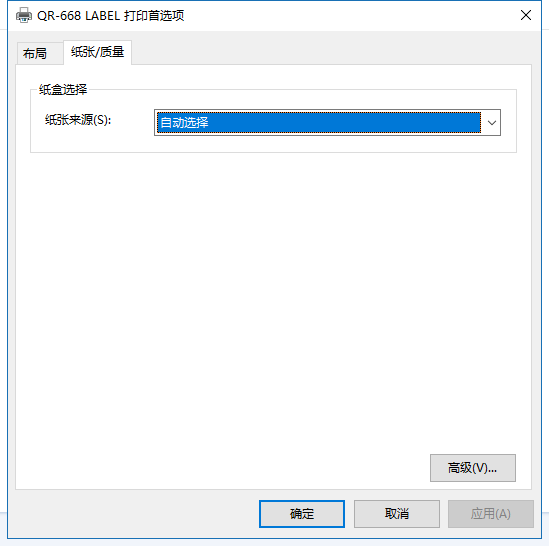 QR-668 LABEL 打印首选项
布局
纸张/质量
纸盒选择
纸张来源(S):
自动选择
高级(V)...
确定
取消
应用(A)